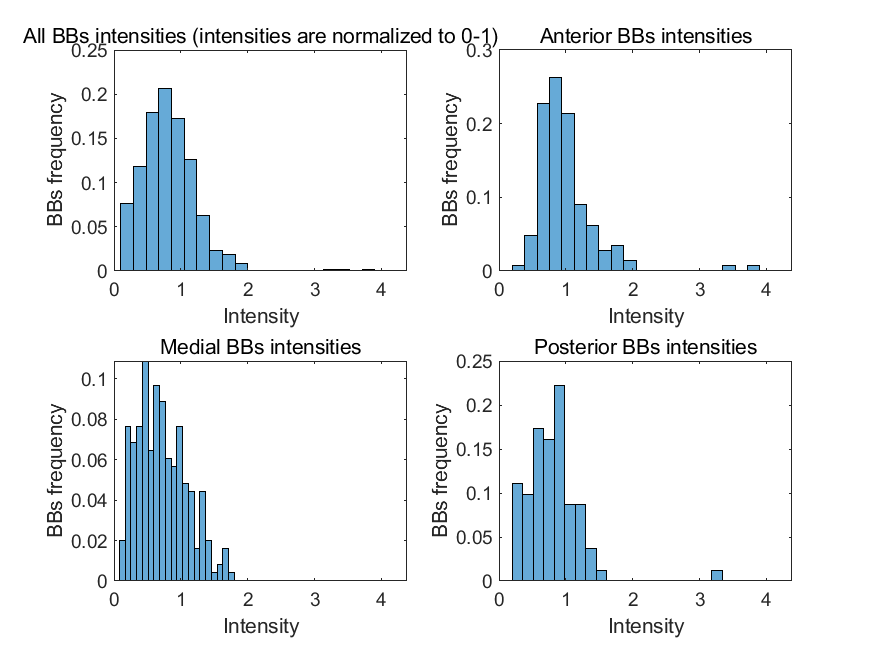 All BBs intensities (intensities are normalized to 0-1)
0.25
0.2
0.15
0.1
0.05
0
BBs frequency
0 1 2 3 4
Intensity
Anterior BBs intensities
0.3
0.2
0.1
0
BBs frequency
0 1 2 3 4
Intensity
Medial BBs intensities
0.1
0.08
0.06
0.04
0.02
0
BBs frequency
0 1 2 3 4
Intensity
Posterior BBs intensities
0.25
0.2
0.15
0.1
0.05
0
BBs frequency
0 1 2 3 4
Intensity